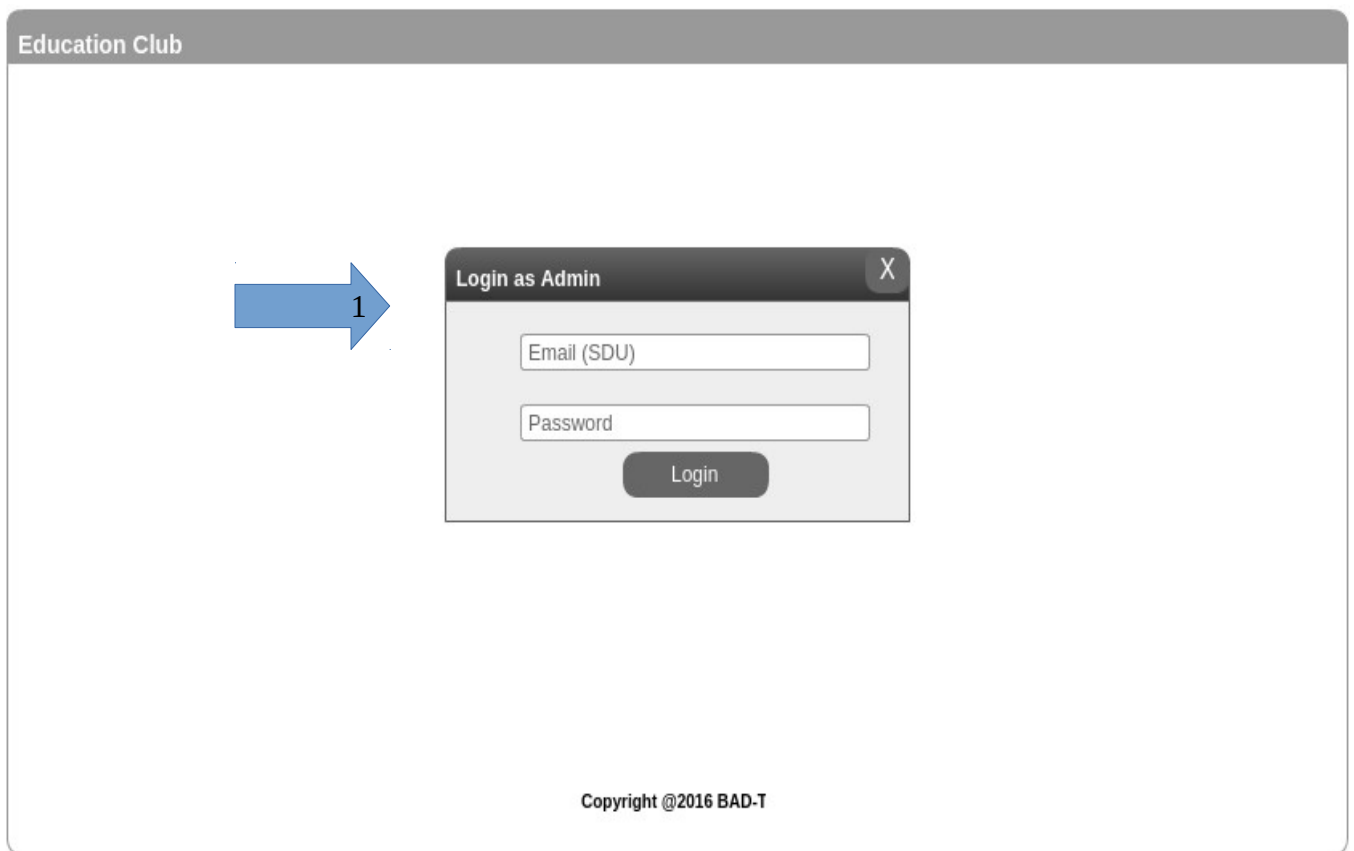 Education Club
Login as Admin
X
1
Email (SDU)
Password
Login
Copyright @2016 BAD-T